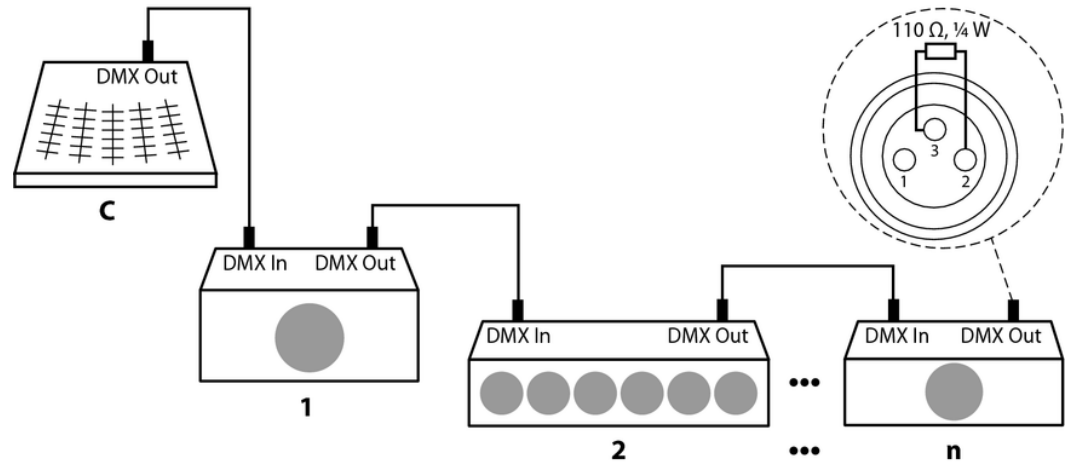 110 Ω, ¼ W
DMX Out
3
1
2
C
DMX In
DMX Out
1
DMX In
DMX Out
2
•••
•••
DMX In
DMX Out
n